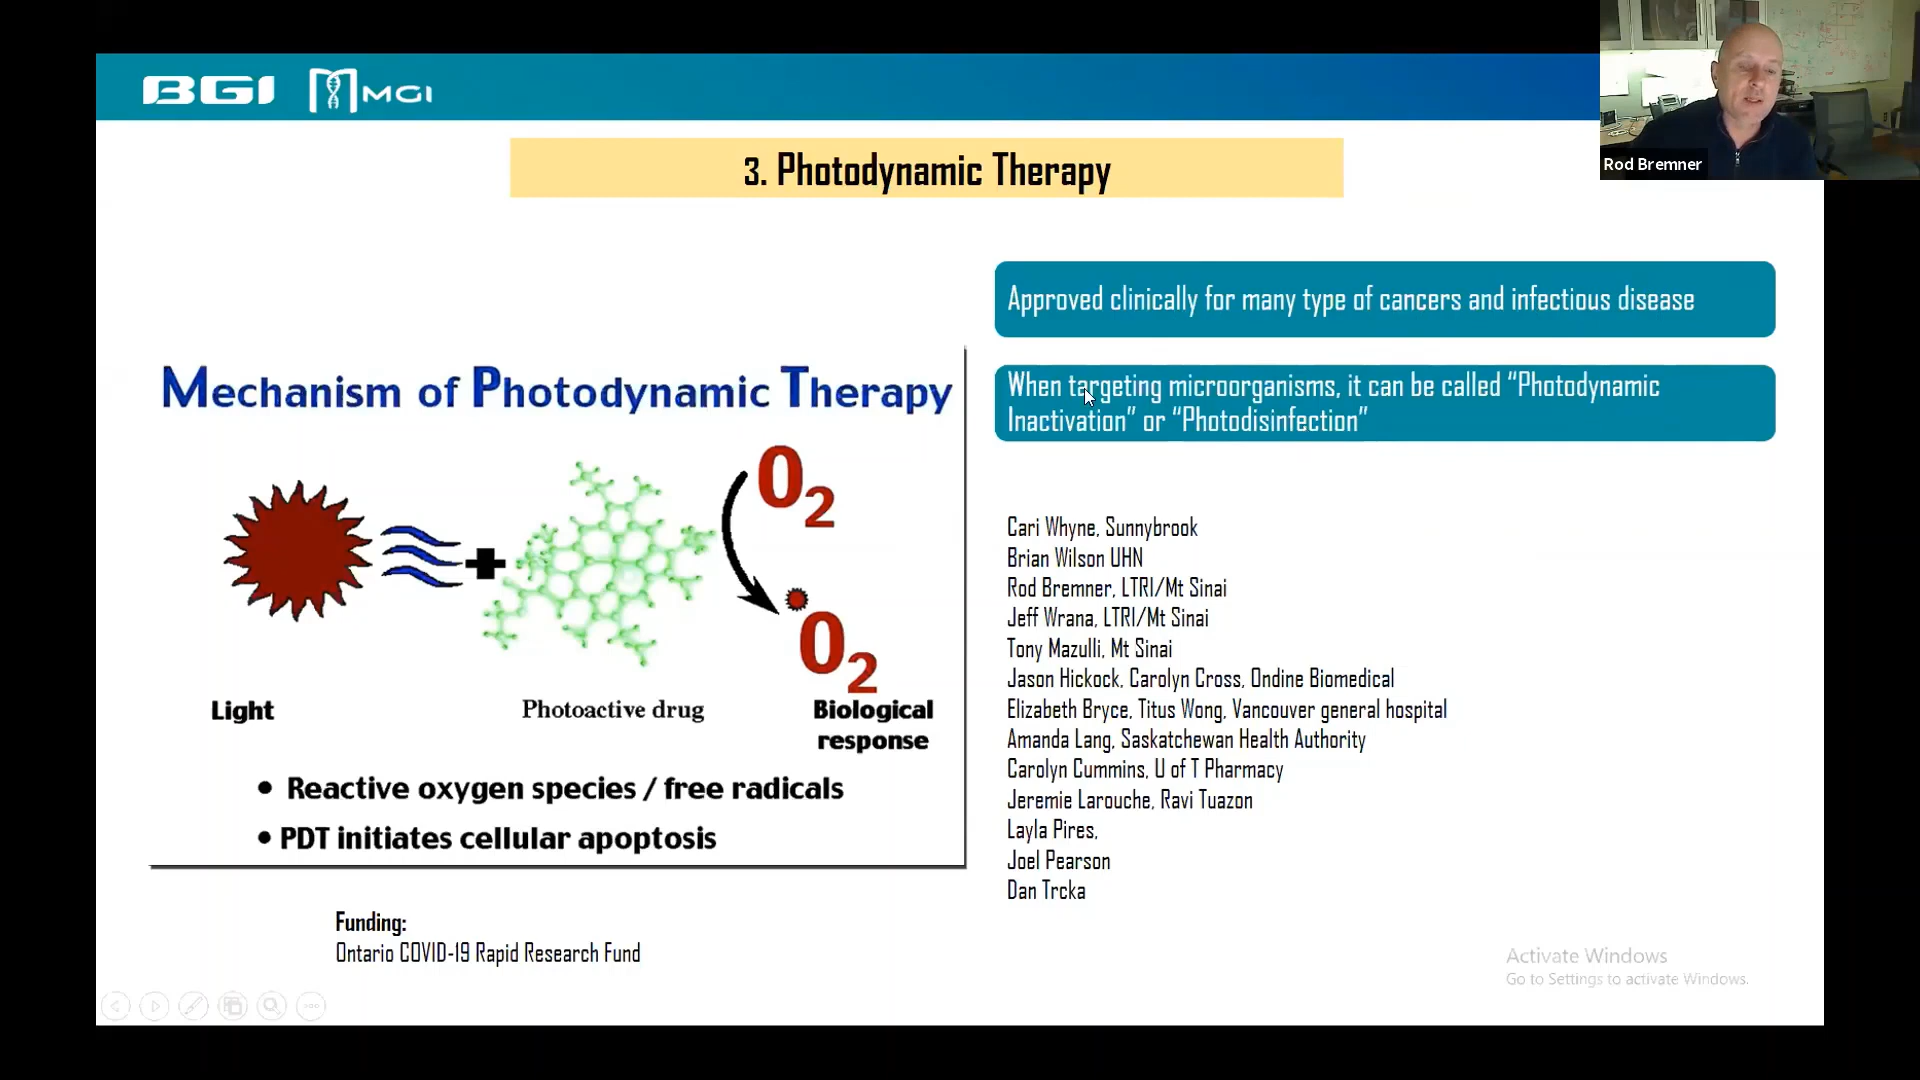 BGI MGI
Rod Bremner
3. Photodynamic Therapy
Approved clinically for many type of cancers and infectious disease
When targeting microorganisms, it can be called “Photodynamic
Inactivation” or “Photodisinfection”
Mechanism of Photodynamic Therapy
O2
O2
Light
Photoactive drug
Biological
response
• Reactive oxygen species / free radicals
• PDT initiates cellular apoptosis
Funding:
Ontario COVID-19 Rapid Research Fund
Cari Whyne, Sunnybrook
Brian Wilson UHN
Rod Bremner, LTRI/Mt Sinai
Jeff Wrana, LTRI/Mt Sinai
Tony Mazulli, Mt Sinai
Jason Hickock, Carolyn Cross, Ondine Biomedical
Elizabeth Bryce, Titus Wong, Vancouver general hospital
Amanda Lang, Saskatchewan Health Authority
Carolyn Cummins, U of T Pharmacy
Jeremie Larouche, Ravi Tuazon
Layla Pires,
Joel Pearson
Dan Trcka
Activate Windows
Go to Settings to activate Windows.